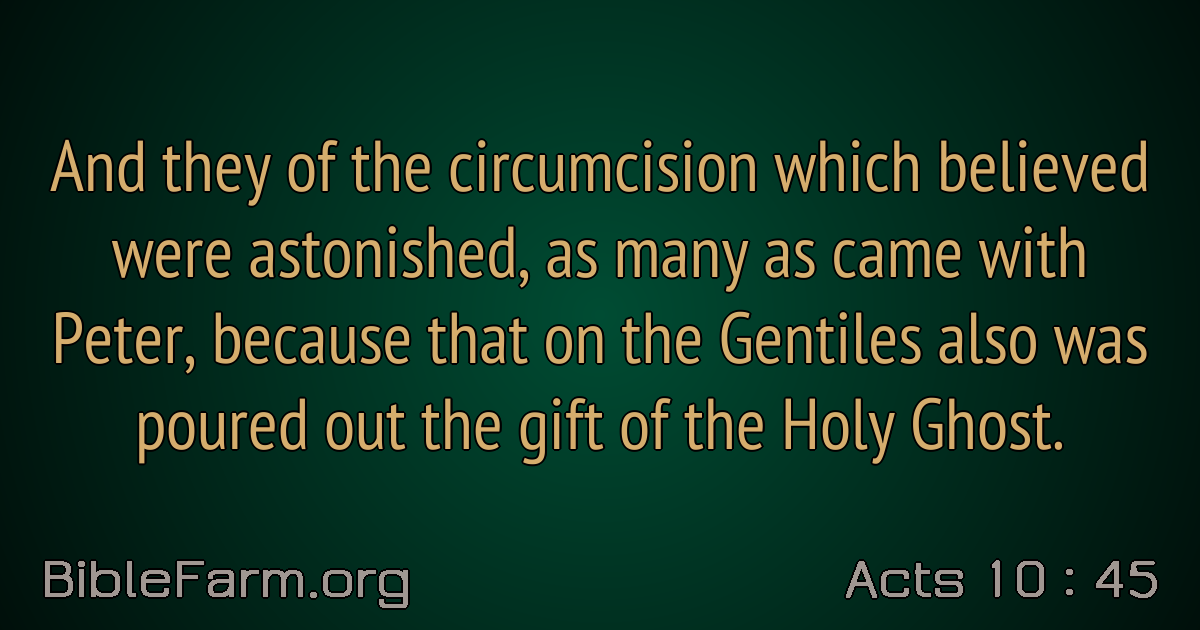 And they of the circumcision which believed
were astonished, as many as came with
Peter, because that on the Gentiles also was
poured out the gift of the Holy Ghost.
BibleFarm.org
Acts 10 : 45